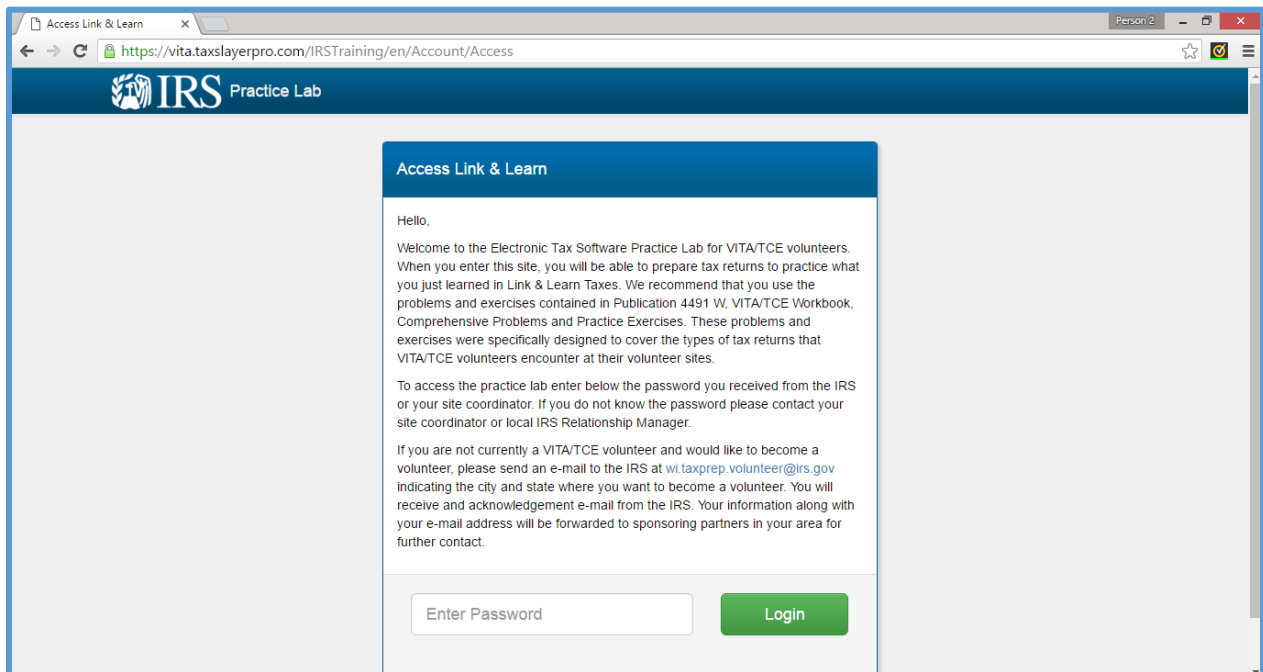 Access Link & Learn
Person 2
https://vita.taxslayerpro.com/IRSTraining/en/Account/Access
IRS Practice Lab
Access Link & Learn
Hello,
Welcome to the Electronic Tax Software Practice Lab for VITA/TCE volunteers.
When you enter this site, you will be able to prepare tax returns to practice what
you just learned in Link & Learn Taxes. We recommend that you use the
problems and exercises contained in Publication 4491 W, VITA/TCE Workbook,
Comprehensive Problems and Practice Exercises. These problems and
exercises were specifically designed to cover the types of tax returns that
VITA/TCE volunteers encounter at their volunteer sites.
To access the practice lab enter below the password you received from the IRS
or your site coordinator. If you do not know the password please contact your
site coordinator or local IRS Relationship Manager.
If you are not currently a VITA/TCE volunteer and would like to become a
volunteer, please send an e-mail to the IRS at wi.taxprep.volunteer@irs.gov
indicating the city and state where you want to become a volunteer. You will
receive and acknowledgement e-mail from the IRS. Your information along with
your e-mail address will be forwarded to sponsoring partners in your area for
further contact.
Enter Password
Login